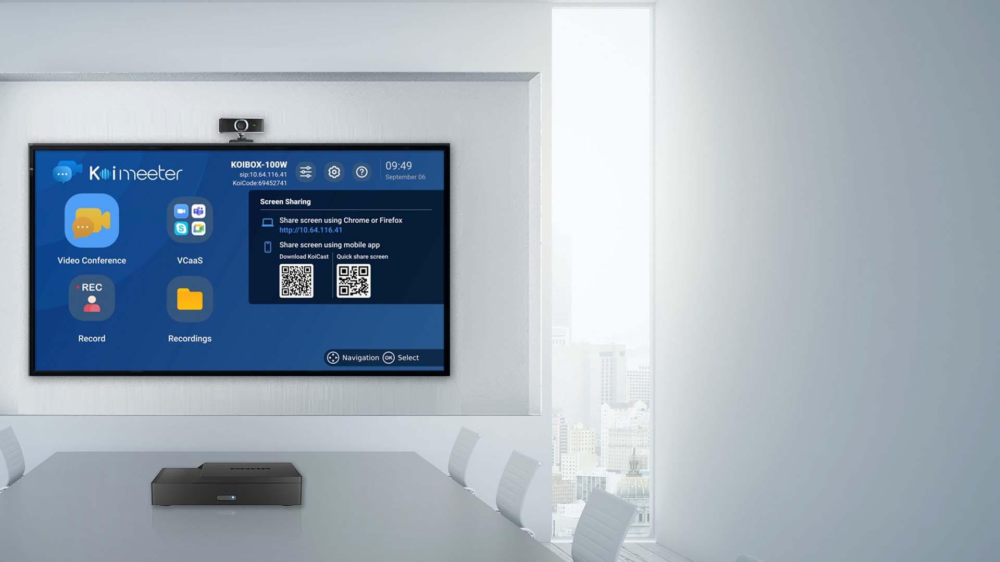 Koimeeter
KOIBOX-100W
sip:10.64.116.41
KoiCode:69452741
09:49
September 06
Video Conference
VCaaS
REC
Record
Recordings
Screen Sharing
Share screen using Chrome or Firefox
http://10.64.116.41
Share screen using mobile app
Download KoiCast
Quick share screen
Navigation
OK
Select
QNAP